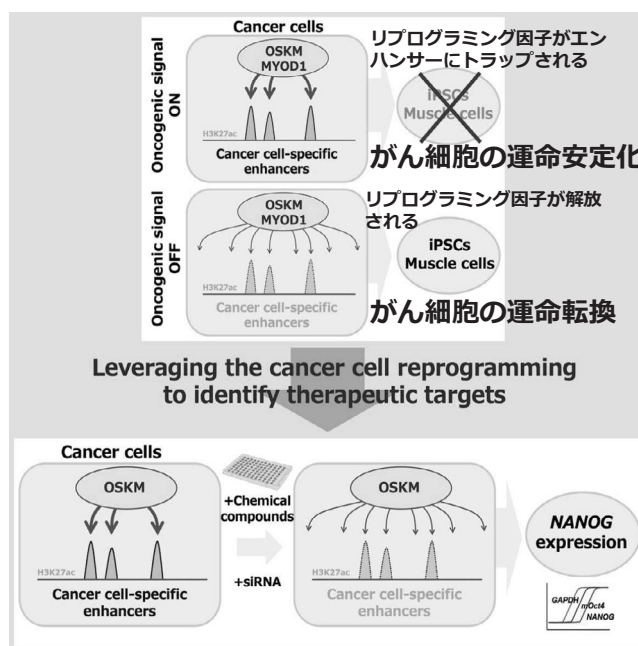 Cancer cells
Oncogenic signal
ON
OSKM
MYOD1
H3K27ac
Cancer cell-specific
enhancers
リプログラミング因子がエン
ハンサーにトラップされる
iPSCs
Muscle cells
がん細胞の運命安定化
Oncogenic signal
OFF
OSKM
MYOD1
H3K27ac
Cancer cell-specific
enhancers
リプログラミング因子が解放
される
iPSCs
Muscle cells
がん細胞の運命転換
Leveraging the cancer cell reprogramming
to identify therapeutic targets
Cancer cells
OSKM
H3K27ac
Cancer cell-specific
enhancers
+Chemical
compounds
+siRNA
OSKM
H3K27ac
Cancer cell-specific
enhancers
NANOG
expression
GAPDH
mOct4
NANOG